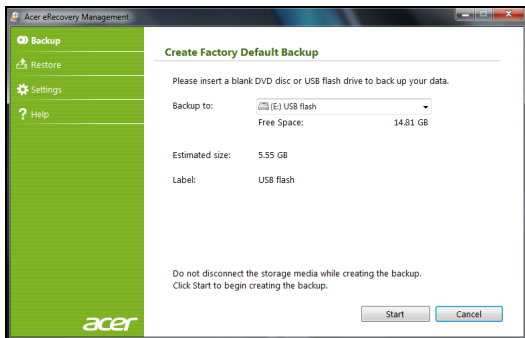 Acer eRecovery Management
Backup
Restore
Settings
? Help
Create Factory Default Backup
Please insert a blank DVD disc or USB flash drive to back up your data.
Backup to: (E:) USB flash
Free Space: 14.81 GB
Estimated size: 5.55 GB
Label: USB flash
Do not disconnect the storage media while creating the backup.
Click Start to begin creating the backup.
Start Cancel
acer